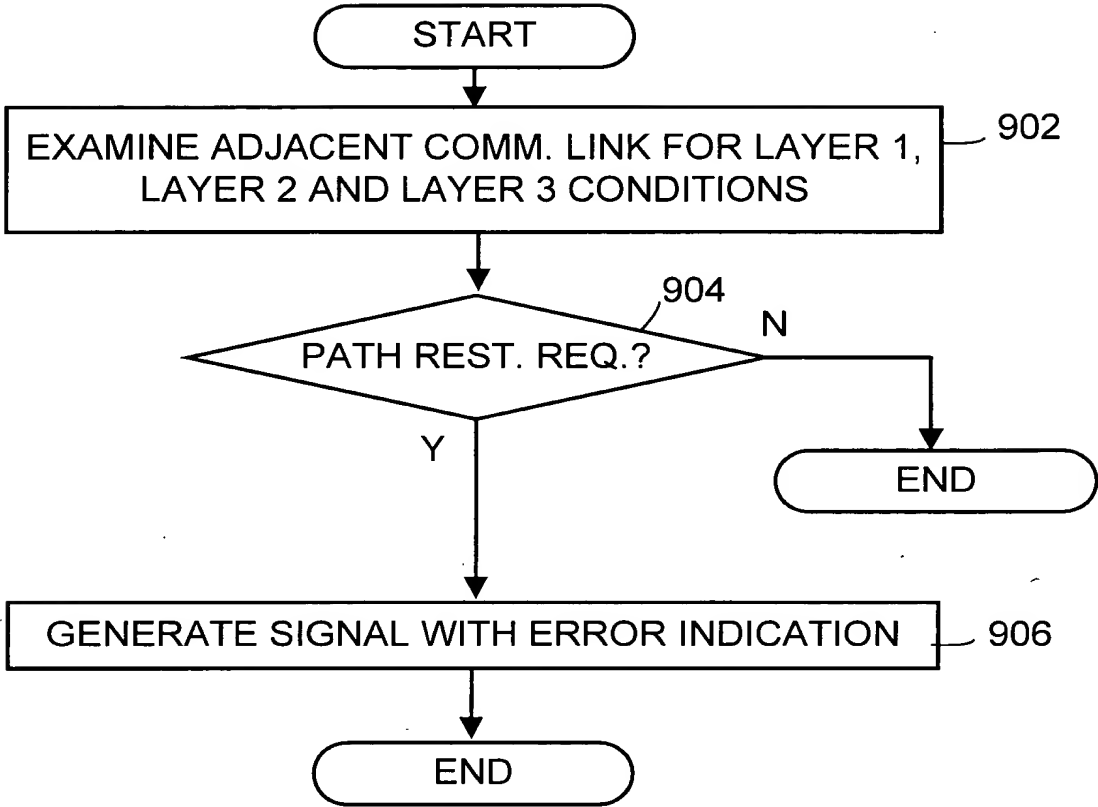 START
EXAMINE ADJACENT COMM. LINK FOR LAYER 1,
LAYER 2 AND LAYER 3 CONDITIONS
902
904
PATH REST. REQ.?
N
Y
END
GENERATE SIGNAL WITH ERROR INDICATION
906
END